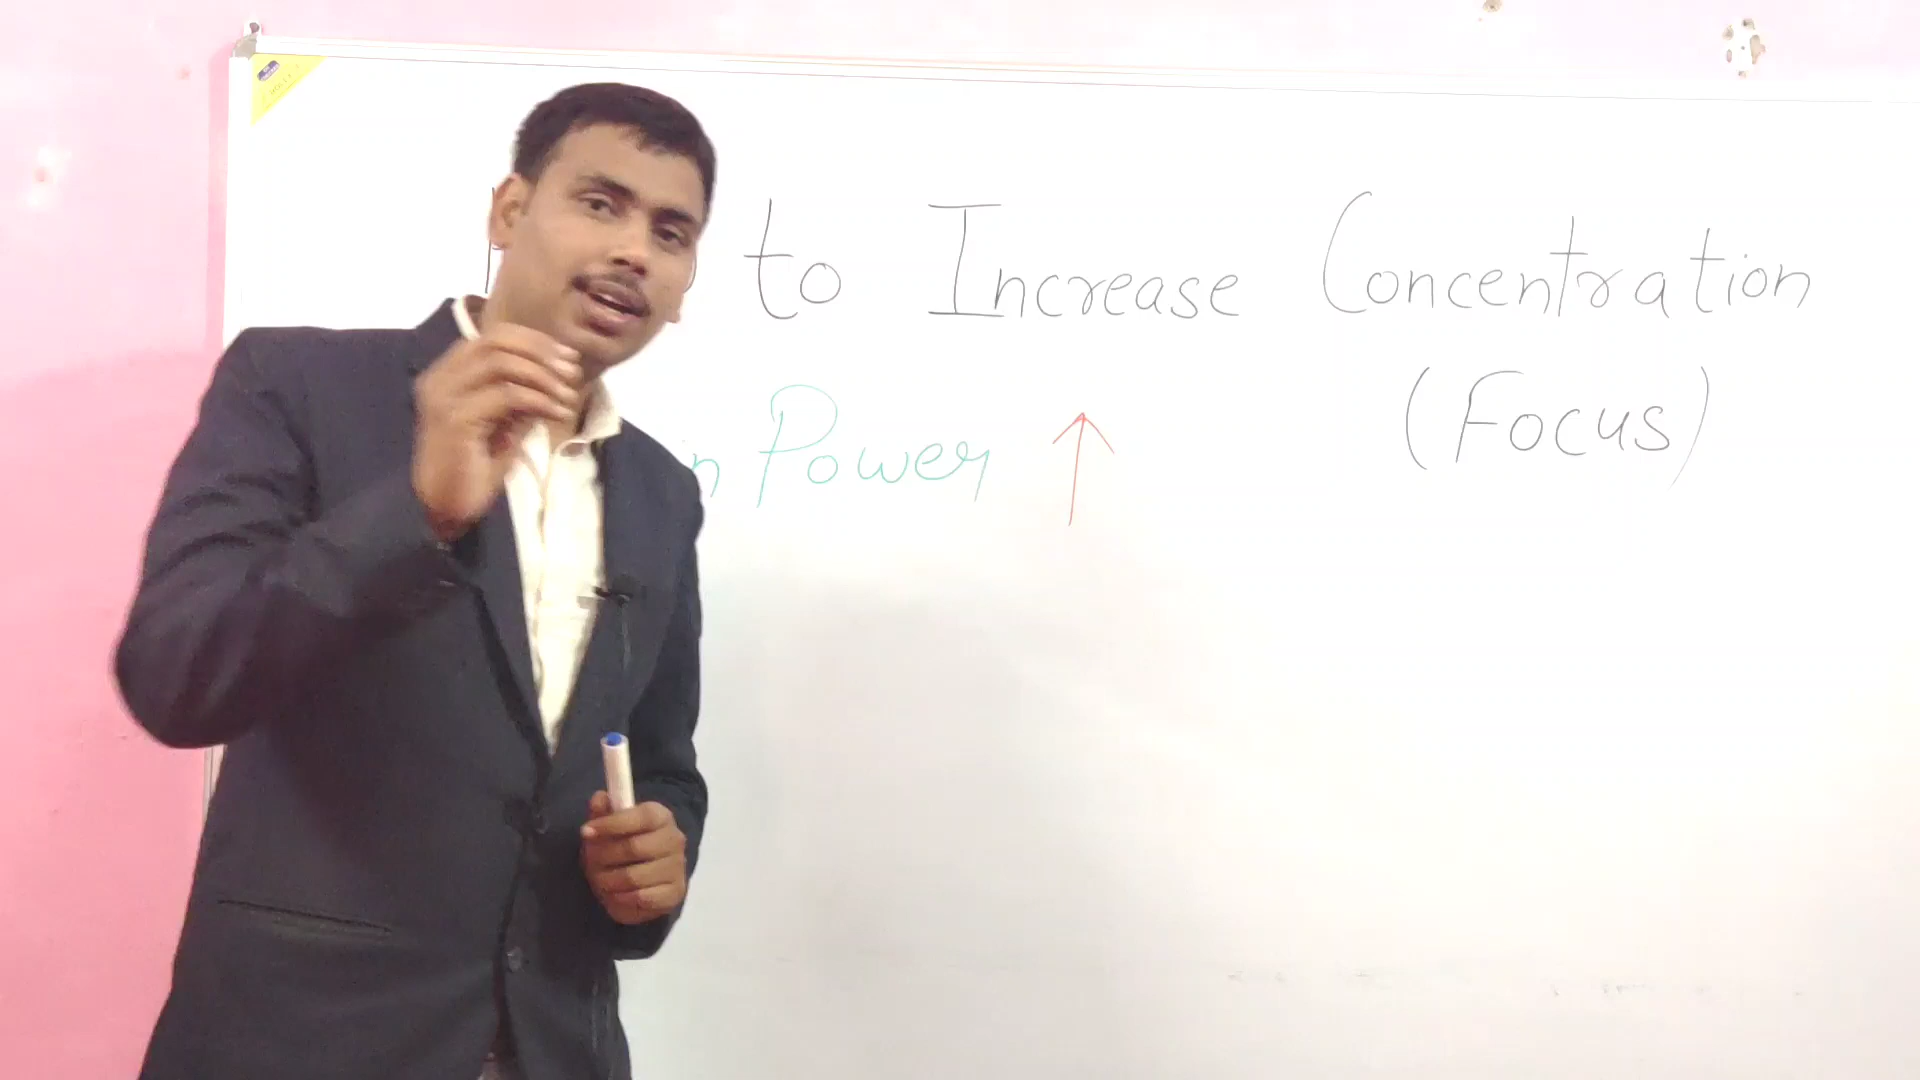 to Increase Concentration
(Focus)
Power ↑